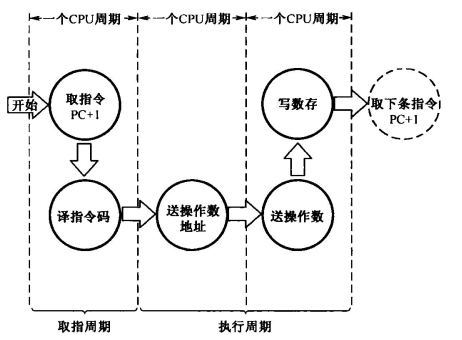 一个CPU周期 一个CPU周期 一个CPU周期
开始
取指令
PC+1
写数存
取下条指令
PC+1
译指令码
送操作数
地址
送操作数
取指周期
执行周期